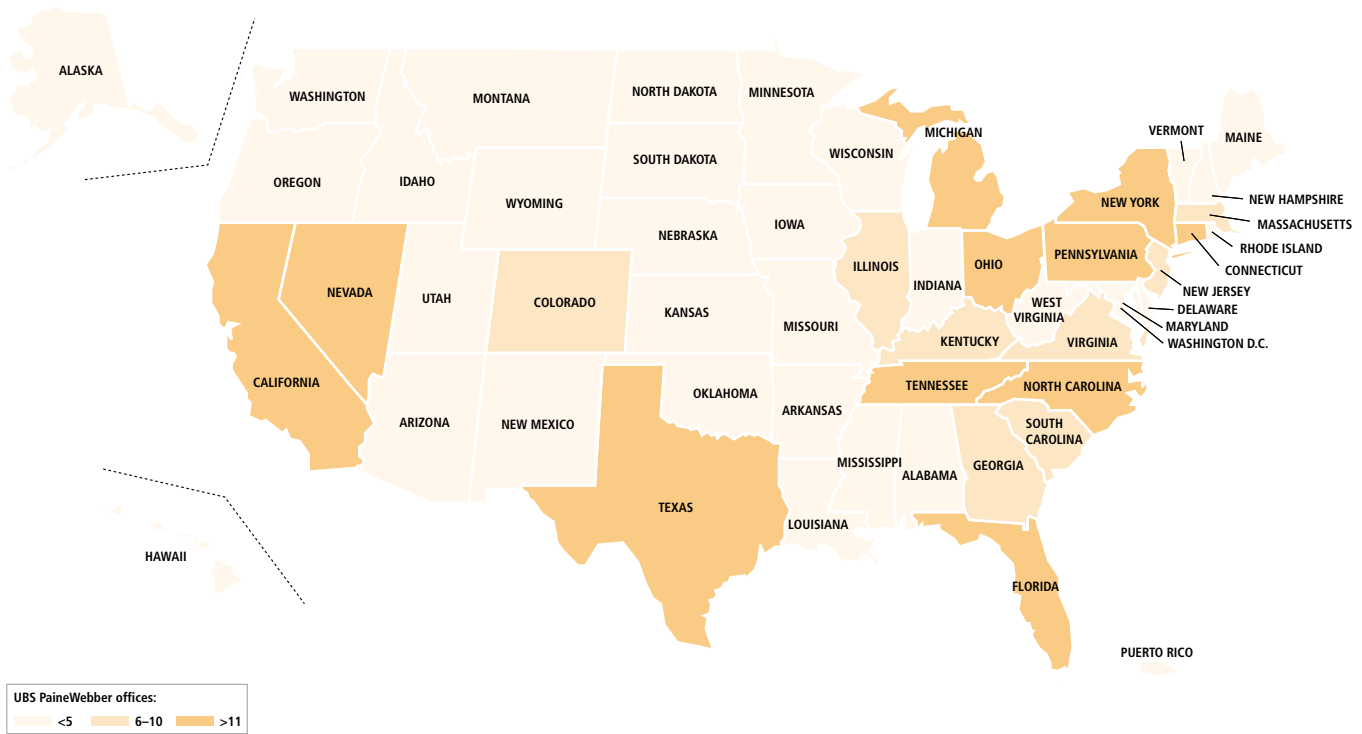 ALASKA
WASHINGTON
MONTANA
NORTH DAKOTA
MINNESOTA
MICHIGAN
VERMONT
MAINE
OREGON
IDAHO
SOUTH DAKOTA
WISCONSIN
WYOMING
NEW YORK
NEW HAMPSHIRE
MASSACHUSETTS
RHODE ISLAND
CONNECTICUT
NEBRASKA
IOWA
ILLINOIS
INDIANA
OHIO
PENNSYLVANIA
NEW JERSEY
DELAWARE
MARYLAND
WASHINGTON D.C.
NEVADA
UTAH
COLORADO
KANSAS
MISSOURI
WEST
VIRGINIA
KENTUCKY
VIRGINIA
CALIFORNIA
ARIZONA
NEW MEXICO
OKLAHOMA
ARKANSAS
TENNESSEE
NORTH CAROLINA
SOUTH
CAROLINA
MISSISSIPPI
ALABAMA
GEORGIA
TEXAS
LOUISIANA
HAWAII
FLORIDA
PUERTO RICO
UBS PaineWebber offices:
<5 6–10 >11